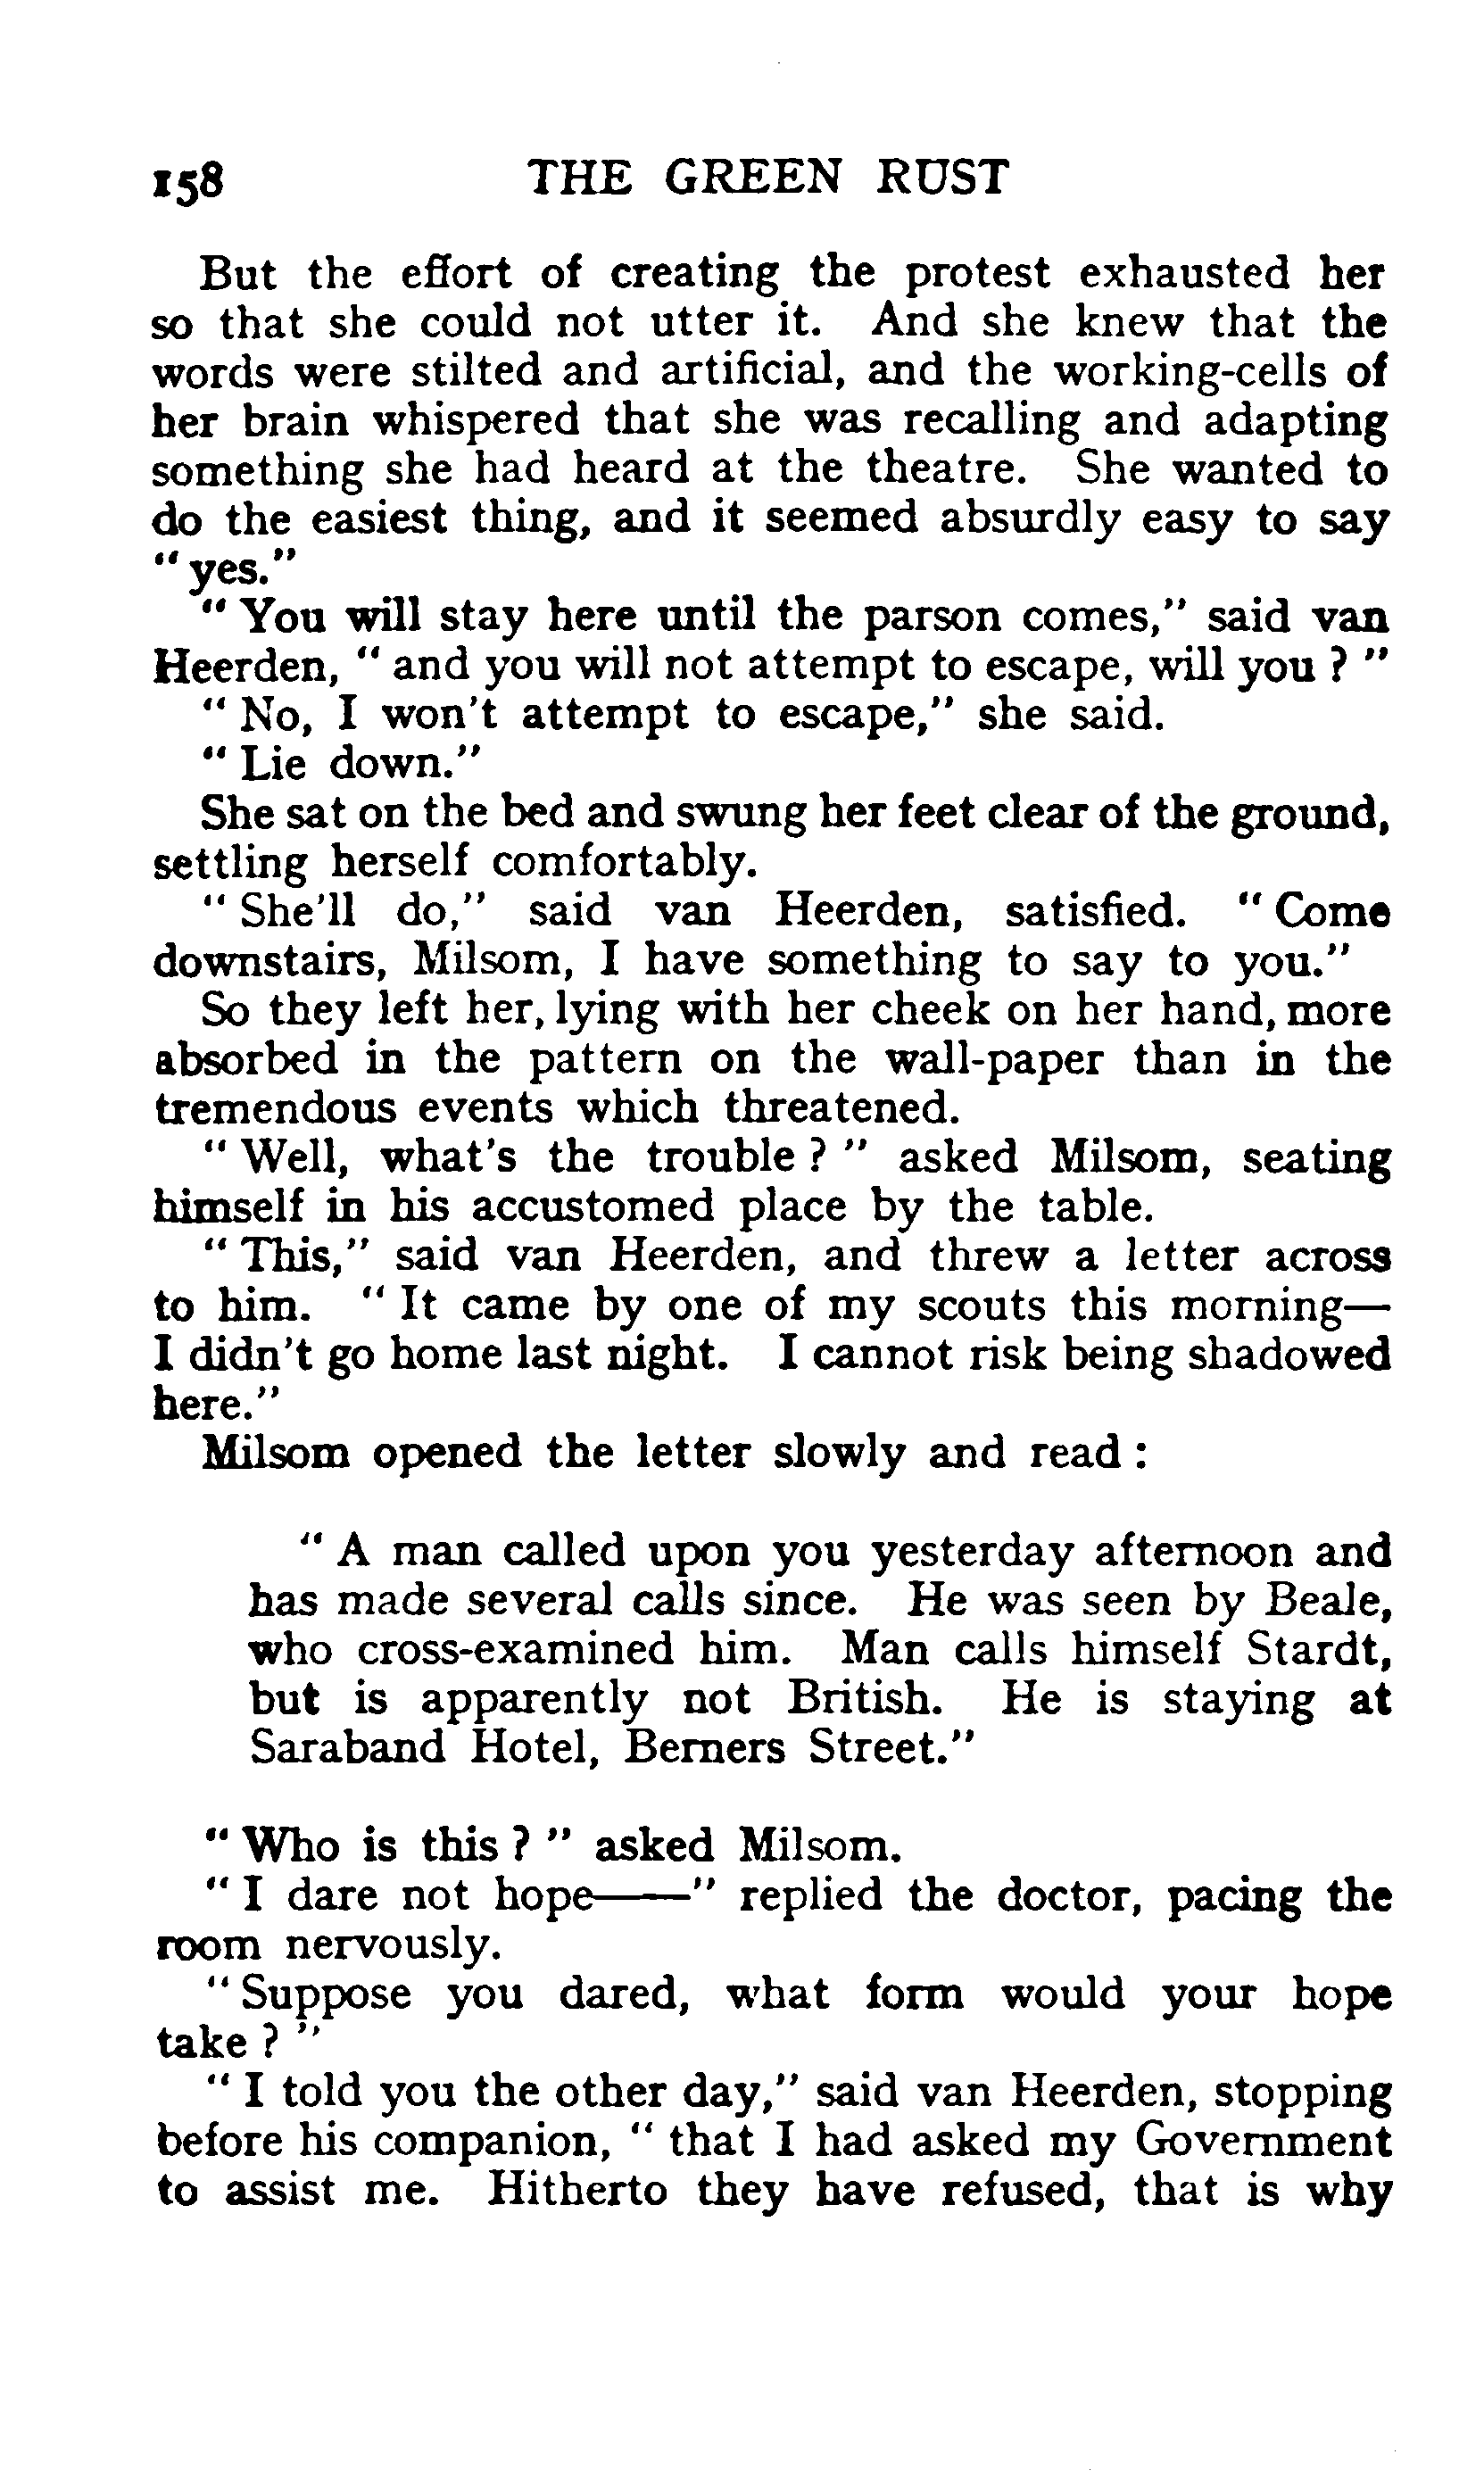 158 THE GREEN RUST
But the effort of creating the protest exhausted her
so that she could not utter it. And she knew that the
words were stilted and artificial, and the working-cells of
her brain whispered that she was recalling and adapting
something she had heard at the theatre. She wanted to
do the easiest thing, and it seemed absurdly easy to say
" yes."
" You will stay here until the parson comes," said van
Heerden, " and you will not attempt to escape, will you ? "
" No, I won't attempt to escape," she said.
" Lie down."
She sat on the bed and swung her feet clear of the ground,
settling herself comfortably.
" She'll do," said van Heerden, satisfied. " Come
downstairs, Milsom, I have something to say to you."
So they left her, lying with her cheek on her hand, more
absorbed in the pattern on the wall-paper than in the
tremendous events which threatened.
" Well, what's the trouble ? " asked Milsom, seating
himself in his accustomed place by the table.
" This," said van Heerden, and threw a letter across
to him. " It came by one of my scouts this morning—
I didn't go home last night. I cannot risk being shadowed
here."
Milsom opened the letter slowly and read :
" A man called upon you yesterday afternoon and
has made several calls since. He was seen by Beale,
who cross-examined him. Man calls himself Stardt,
but is apparently not British. He is staying at
Saraband Hotel, Berners Street."
" Who is this ? " asked Milsom.
" I dare not hope——" replied the doctor, pacing the
room nervously.
" Suppose you dared, what form would your hope
take ? "
" I told you the other day," said van Heerden, stopping
before his companion, " that I had asked my Government
to assist me. Hitherto they have refused, that is why